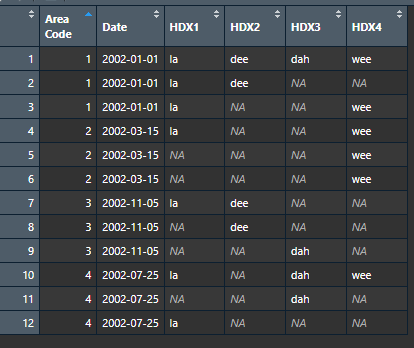 Area Code Date HDX1 HDX2 HDX3 HDX4
1 1 2002-01-01 la dee dah wee
2 1 2002-01-01 la dee NA NA
3 1 2002-01-01 la NA NA wee
4 2 2002-03-15 la NA NA wee
5 2 2002-03-15 NA NA NA wee
6 2 2002-03-15 NA NA NA wee
7 3 2002-11-05 la dee NA NA
8 3 2002-11-05 NA dee NA NA
9 3 2002-11-05 NA NA dah NA
10 4 2002-07-25 la NA dah wee
11 4 2002-07-25 NA NA dah NA
12 4 2002-07-25 la NA NA NA